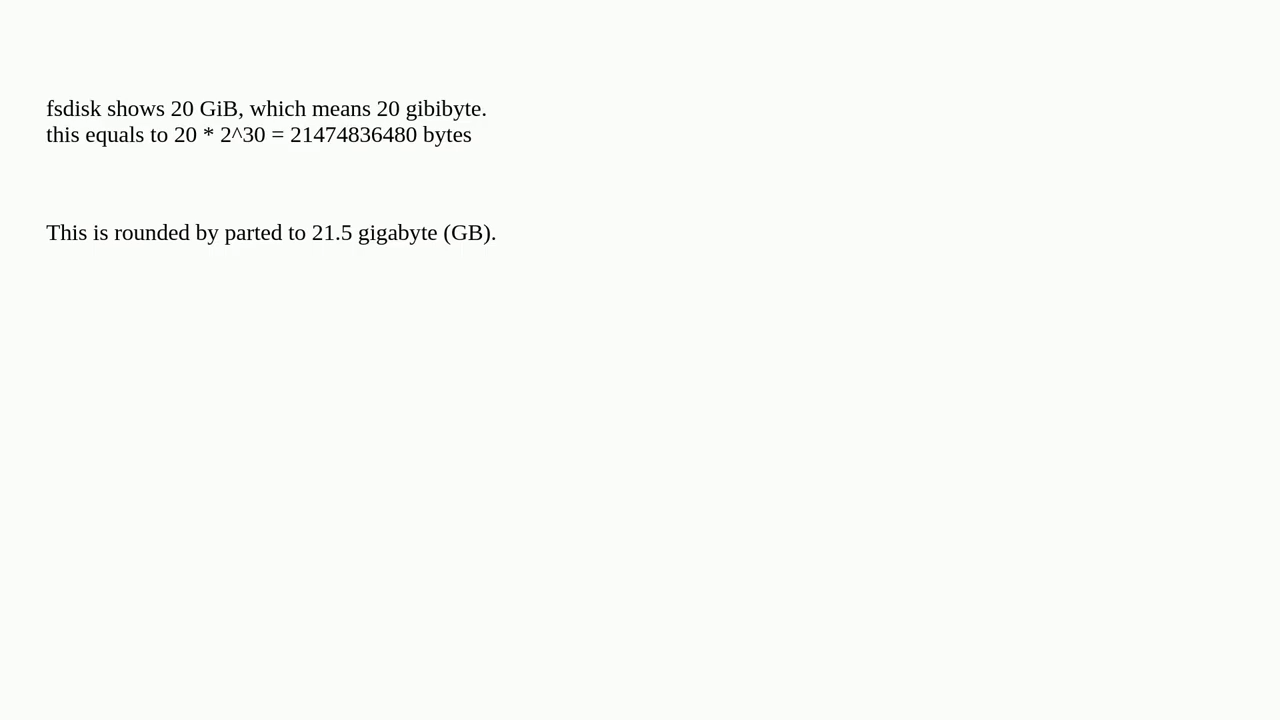 fsdisk shows 20 GiB, which means 20 gibibyte.
this equals to 20 * 2^30 = 21474836480 bytes
This is rounded by parted to 21.5 gigabyte (GB).